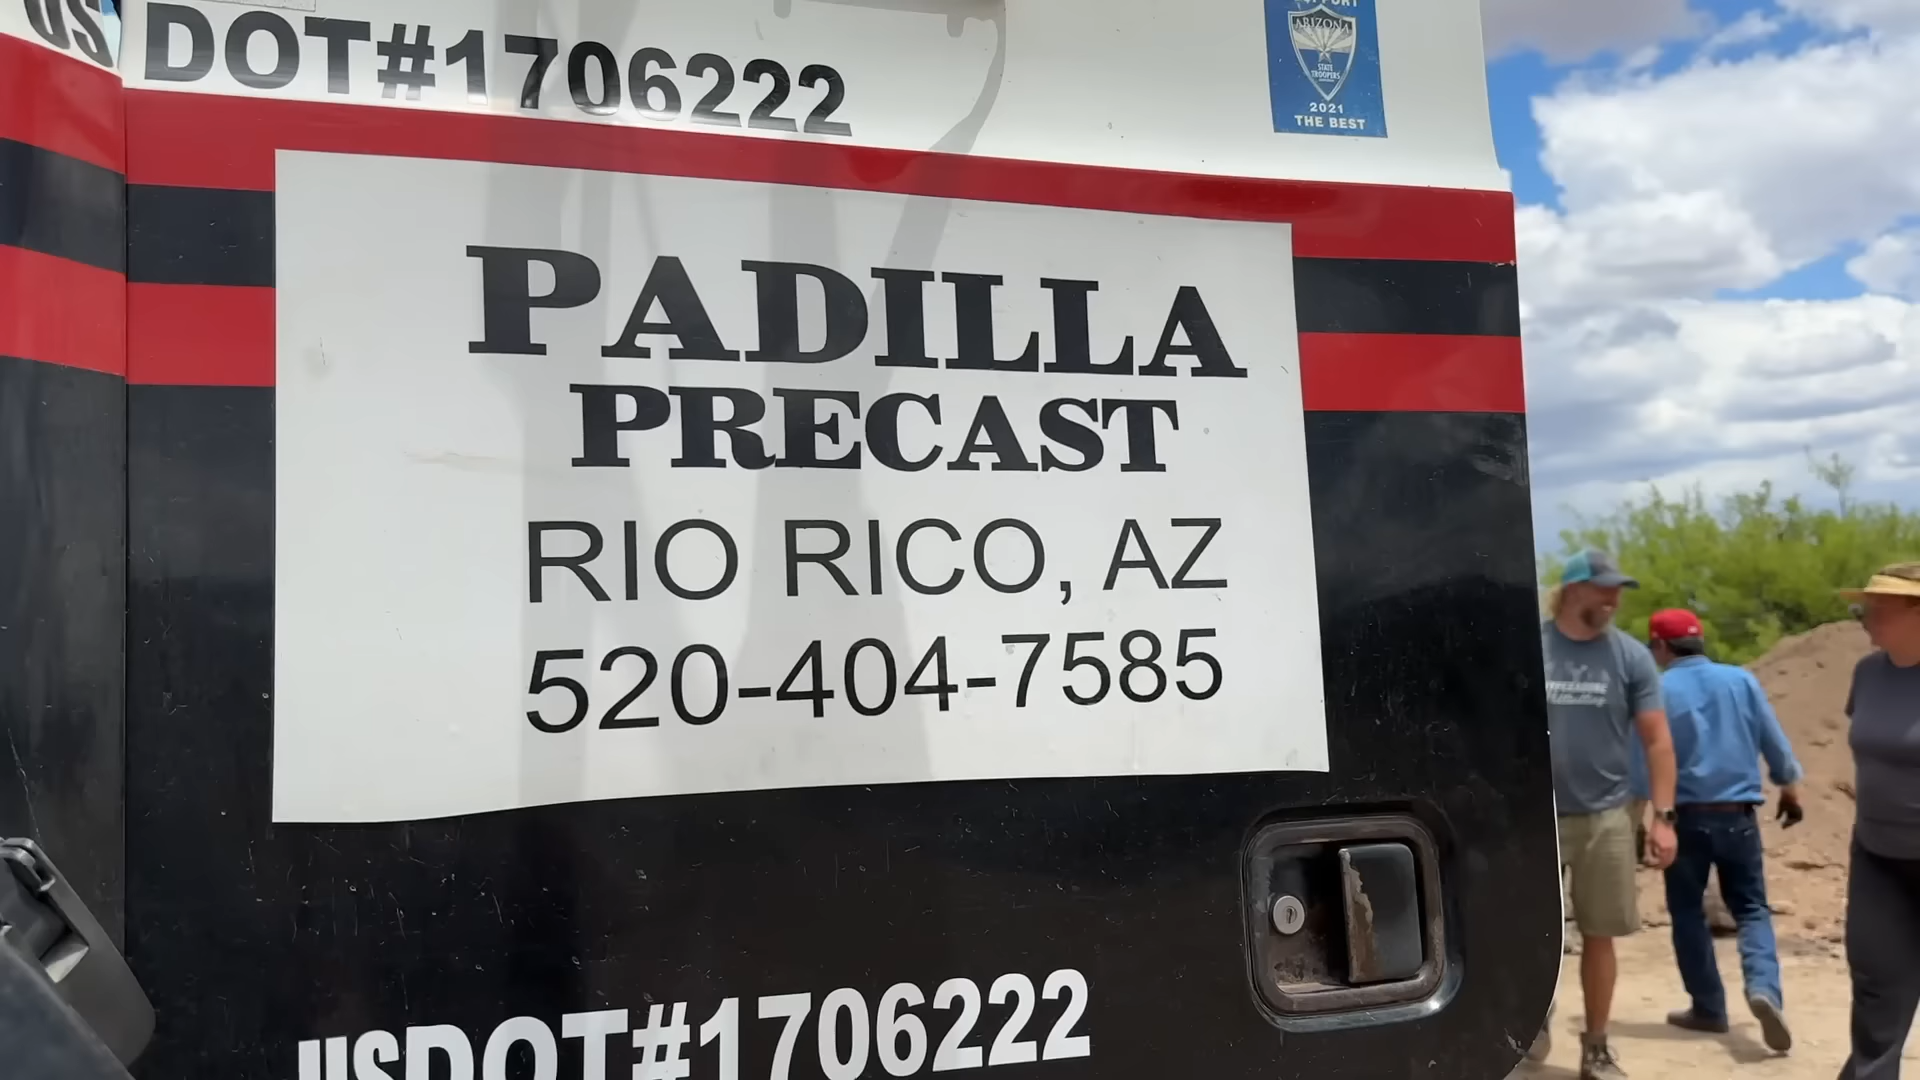 US DOT#1706222
SUPPORT
ARIZONA
STATE
TROOPERS
2021
THE BEST
PADILLA
PRECAST
RIO RICO, AZ
520-404-7585
USDOT#1706222